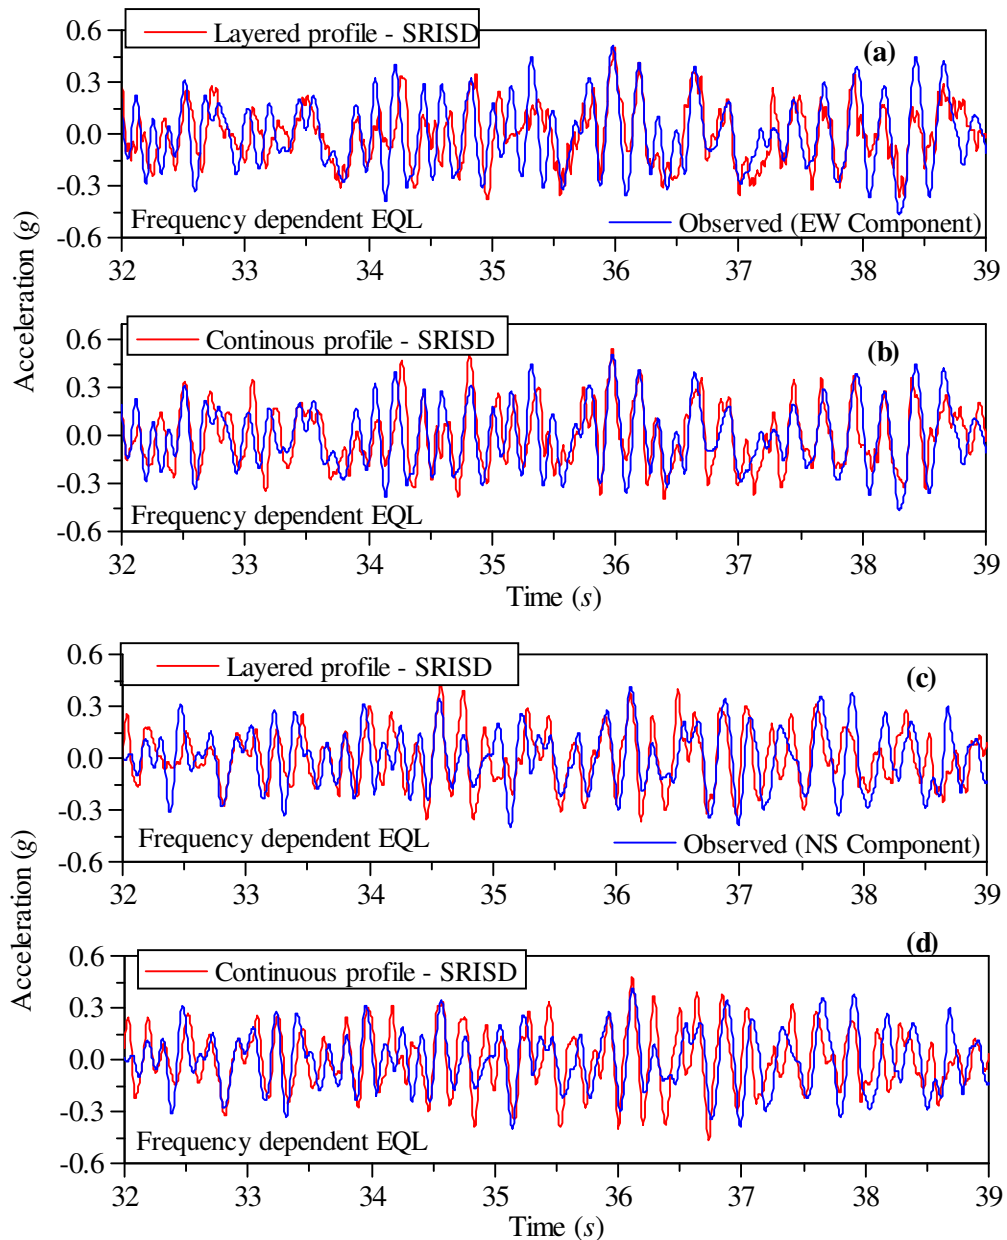 0.6
Layered profile - SRISD
(a)
0.3
0.0
-0.3
Frequency dependent EQL
Observed (EW Component)
-0.6
32 33 34 35 36 37 38 39
0.6
Continous profile - SRISD
(b)
0.3
0.0
-0.3
Frequency dependent EQL
-0.6
32 33 34 35 36 37 38 39
Time (s)
Acceleration (g)
0.6
Layered profile - SRISD
(c)
0.3
0.0
-0.3
Frequency dependent EQL
Observed (NS Component)
-0.6
32 33 34 35 36 37 38 39
0.6
Continuous profile - SRISD
(d)
0.3
0.0
-0.3
Frequency dependent EQL
-0.6
32 33 34 35 36 37 38 39
Time (s)
Acceleration (g)